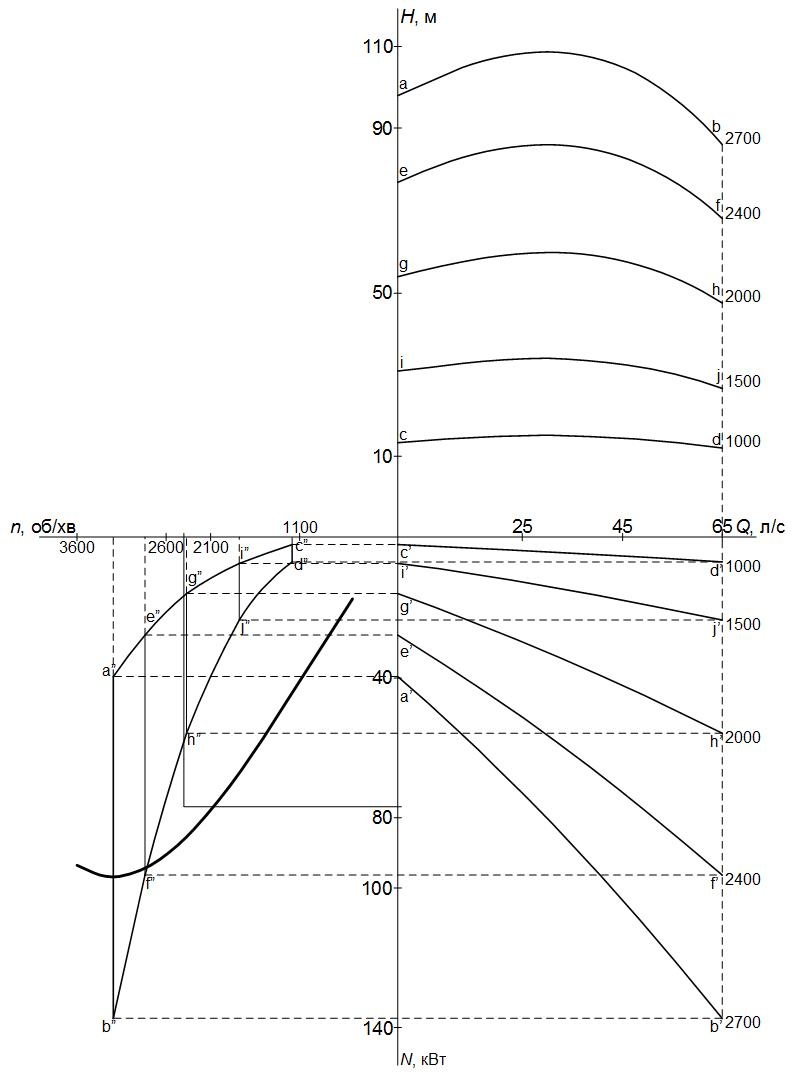 H, м
110
a
90
b
2700
e
f
2400
g
50
h
2000
i
j
1500
c
d
1000
10
n, об/хв
1100
25
45
65
Q, л/с
3600
2600
2100
c”
c’
i”
d”
i’
d’
1000
g”
g’
e”
j”
j’
1500
e’
a”
40
a’
h”
h’
2000
80
f”
100
f’
2400
b”
140
b’
2700
N, кВт